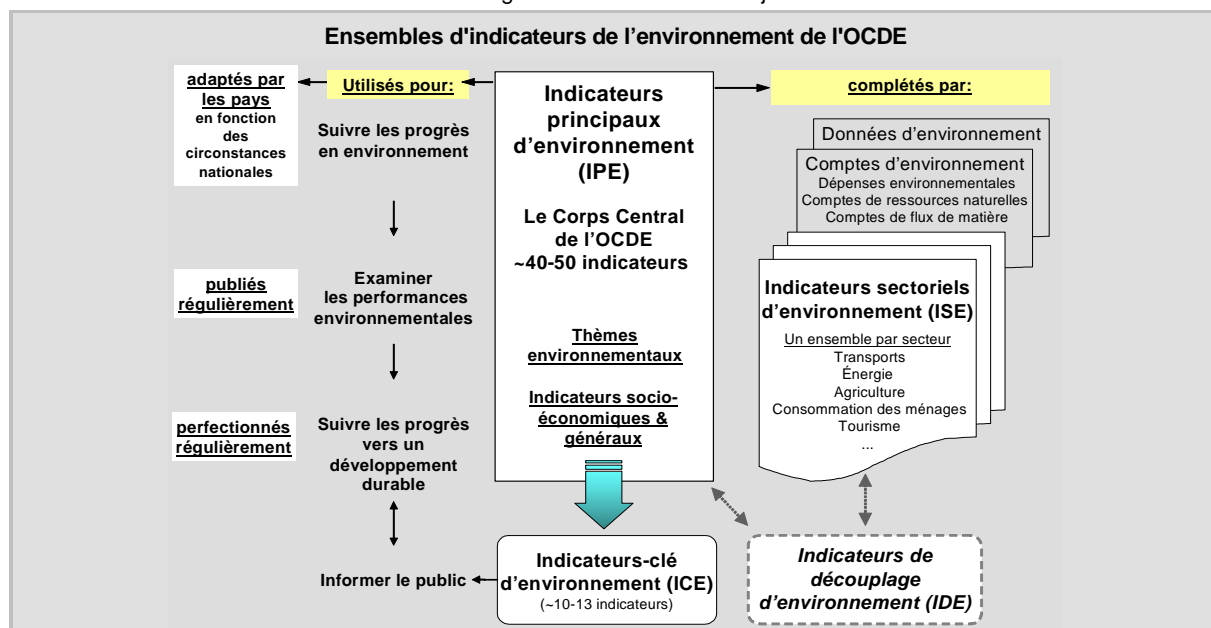 Ensembles d'indicateurs de l'environnement de l'OCDE
adaptés par
les pays
en fonction
des
circonstances
nationales
publiés
régulièrement
perfectionnés
régulièrement
Utilisés pour:
Suivre les progrès
en environnement
Examiner
les performances
environnementales
Suivre les progrès
vers un
développement
durable
Informer le public
Indicateurs
principaux
d'environnement
(IPE)
Le Corps Central
de l'OCDE
~40-50 indicateurs
Thèmes
environnementaux
Indicateurs socio-
économiques &
généraux
Indicateurs-clé
d'environnement (ICE)
(~10-13 indicateurs)
complétés par:
Données d'environnement
Comptes d'environnement
Dépenses environnementales
Comptes de ressources naturelles
Comptes de flux de matière
Indicateurs sectoriels
d'environnement (ISE)
Un ensemble par secteur
Transports
Énergie
Agriculture
Consommation des ménages
Tourisme
...
Indicateurs de
découplage
d'environnement (IDE)